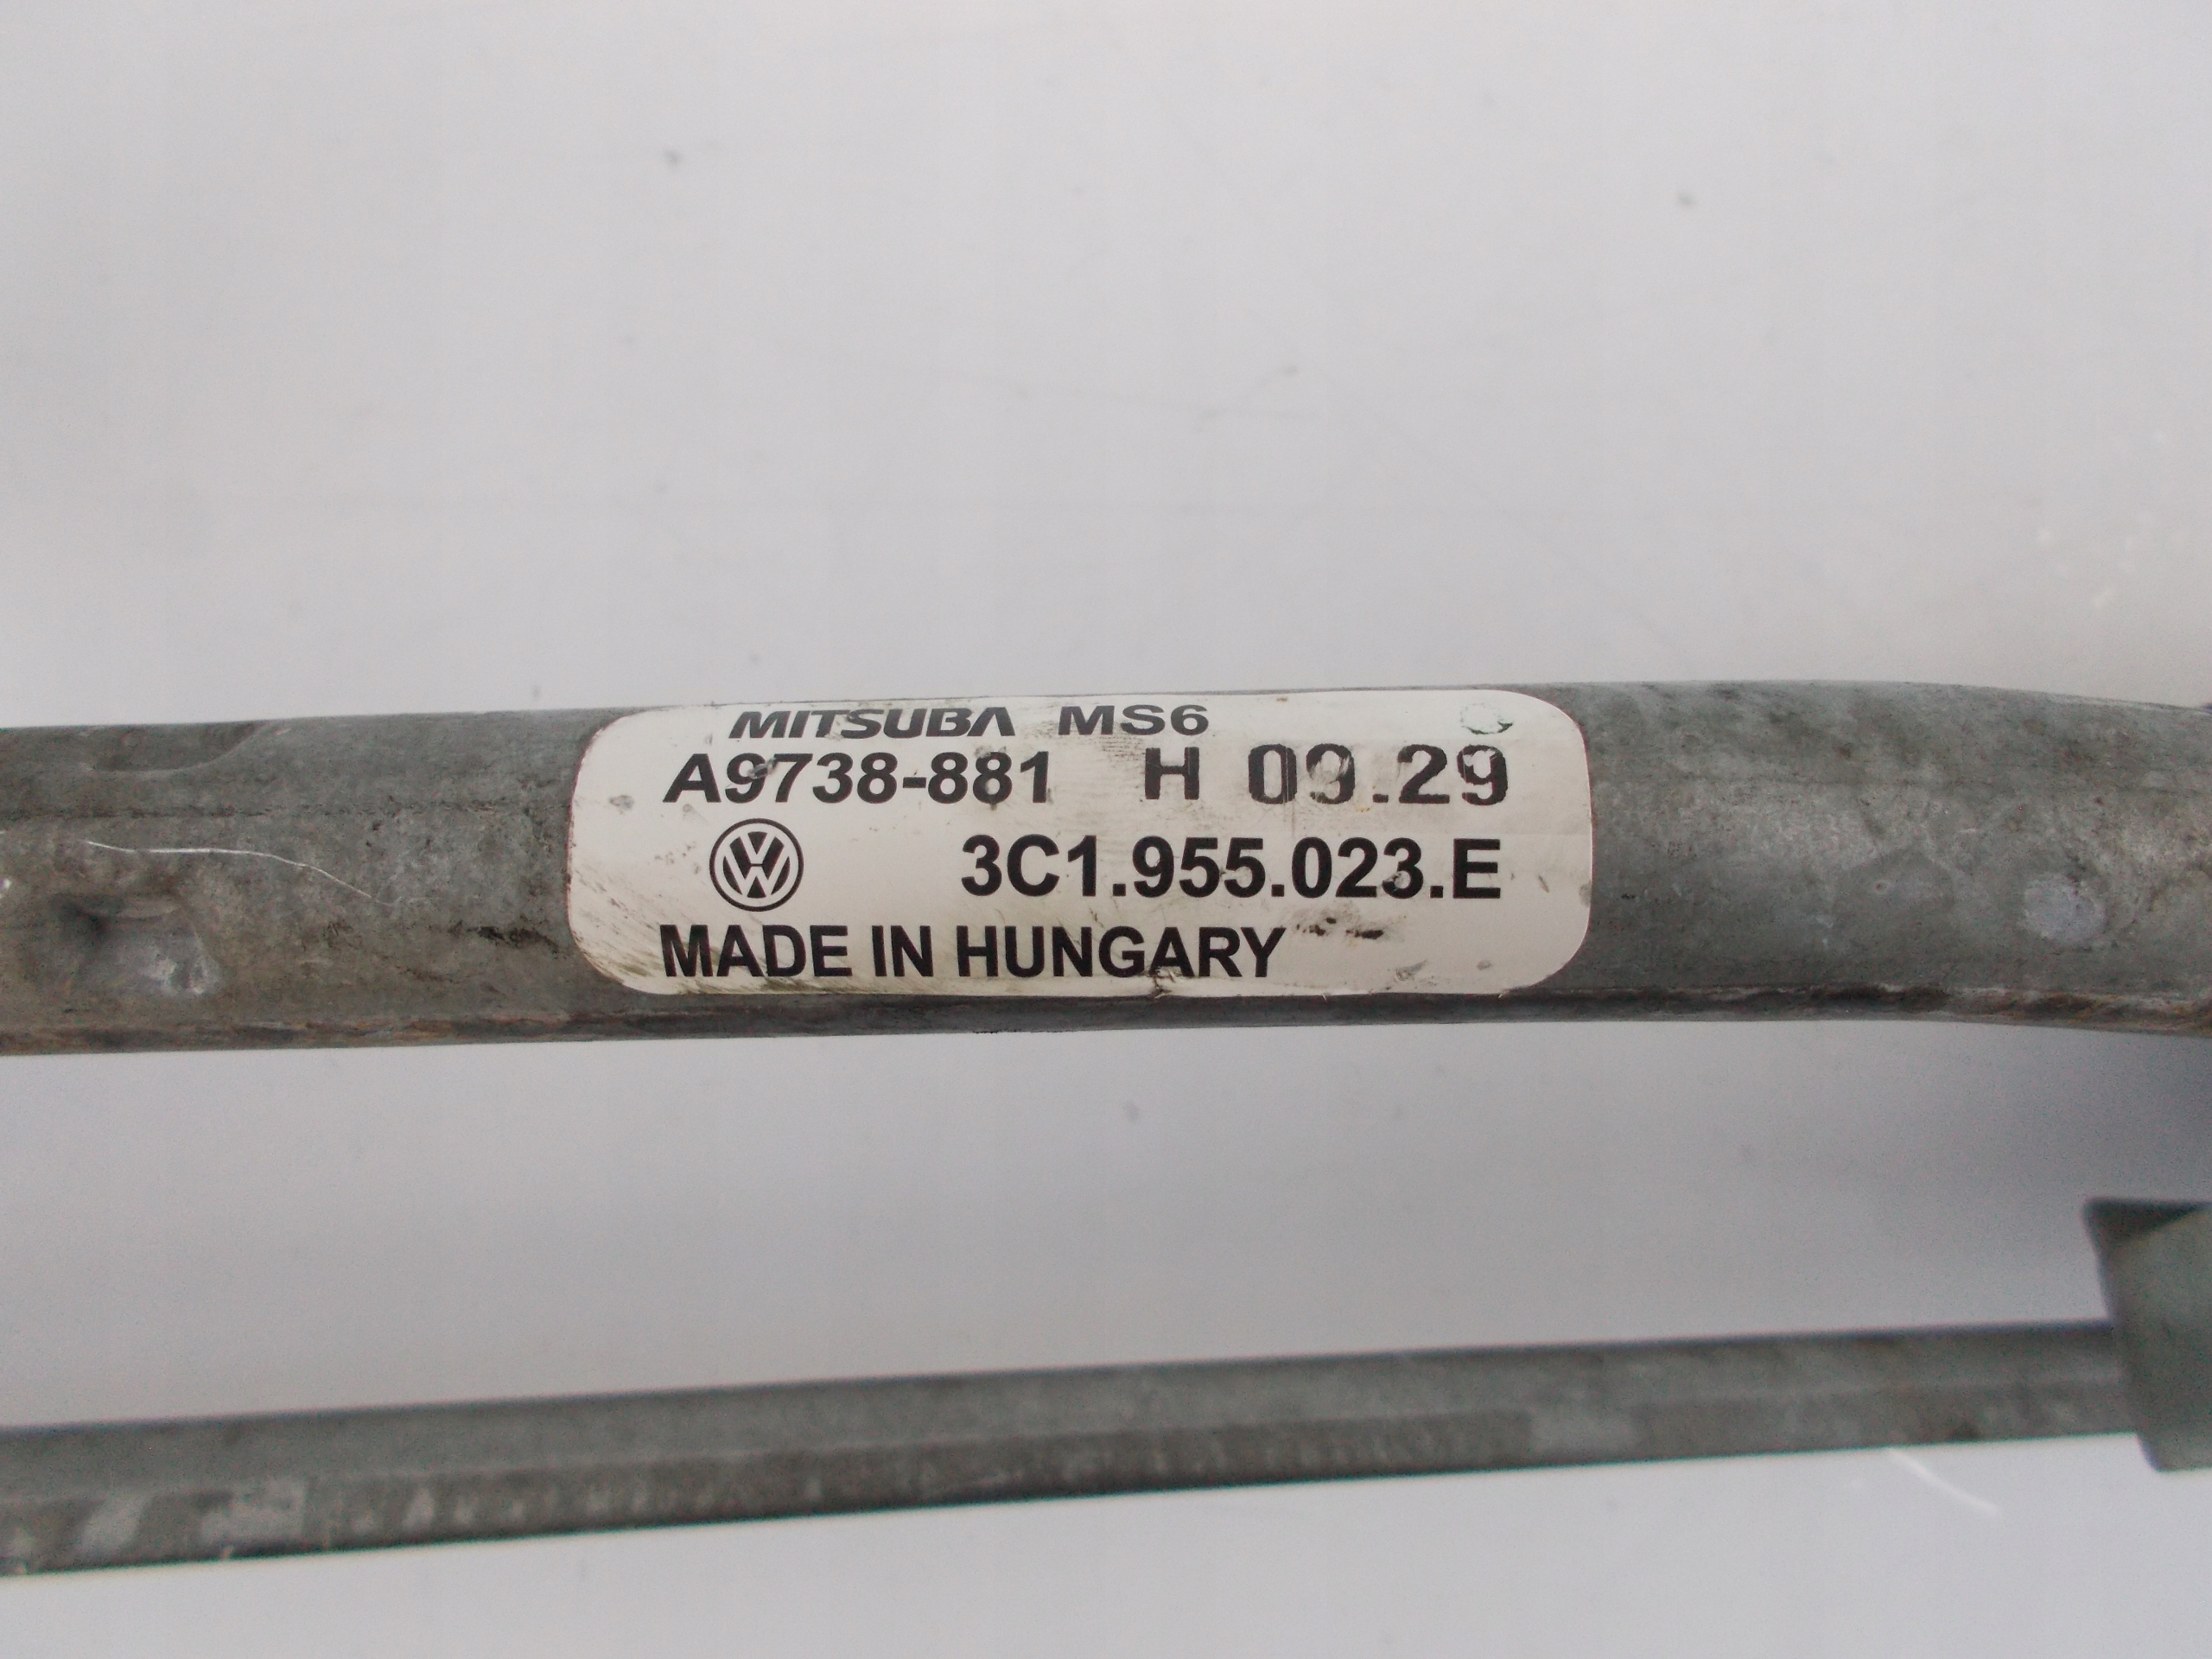 MITSUBA MS6
A9738-881 H 09.29
3C1.955.023.E
MADE IN HUNGARY